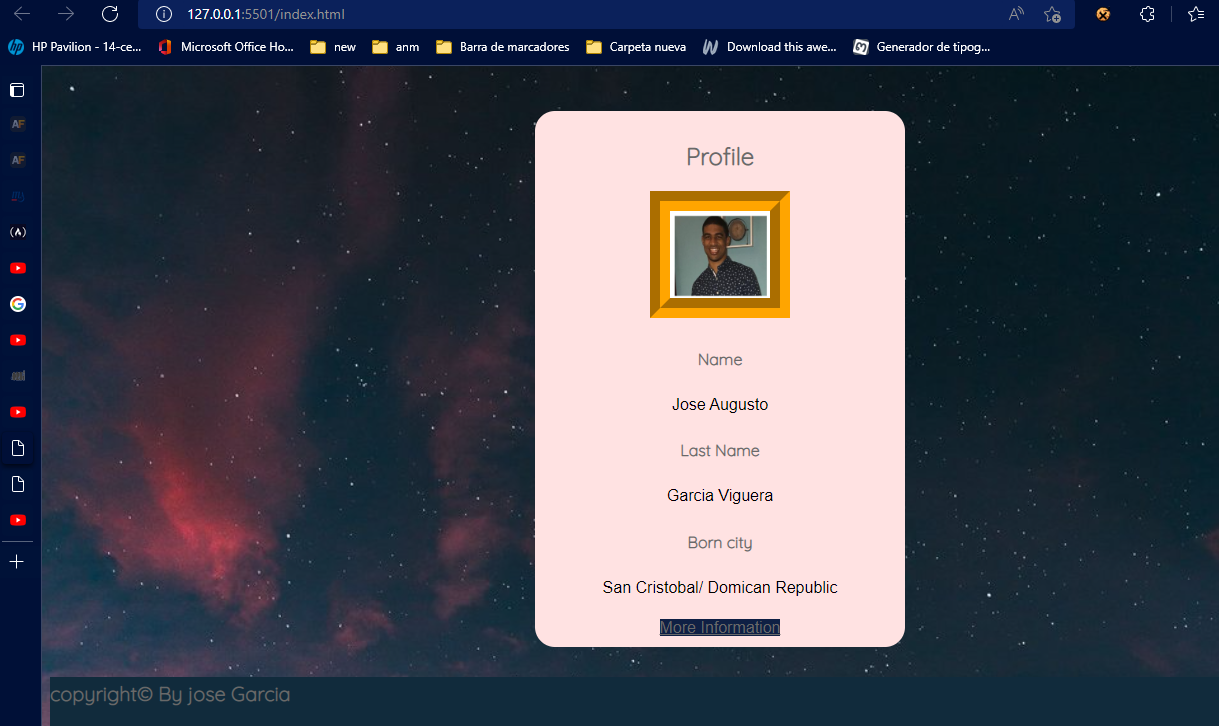 127.0.0.1:5501/index.html
HP Pavilion - 14-ce... Microsoft Office Ho... new anm Barra de marcadores Carpeta nueva Download this awe... Generador de tipog...
AF
AF
Profile
Name
Jose Augusto
Last Name
Garcia Viguera
Born city
San Cristobal/ Domican Republic
More Information
copyright© By jose Garcia